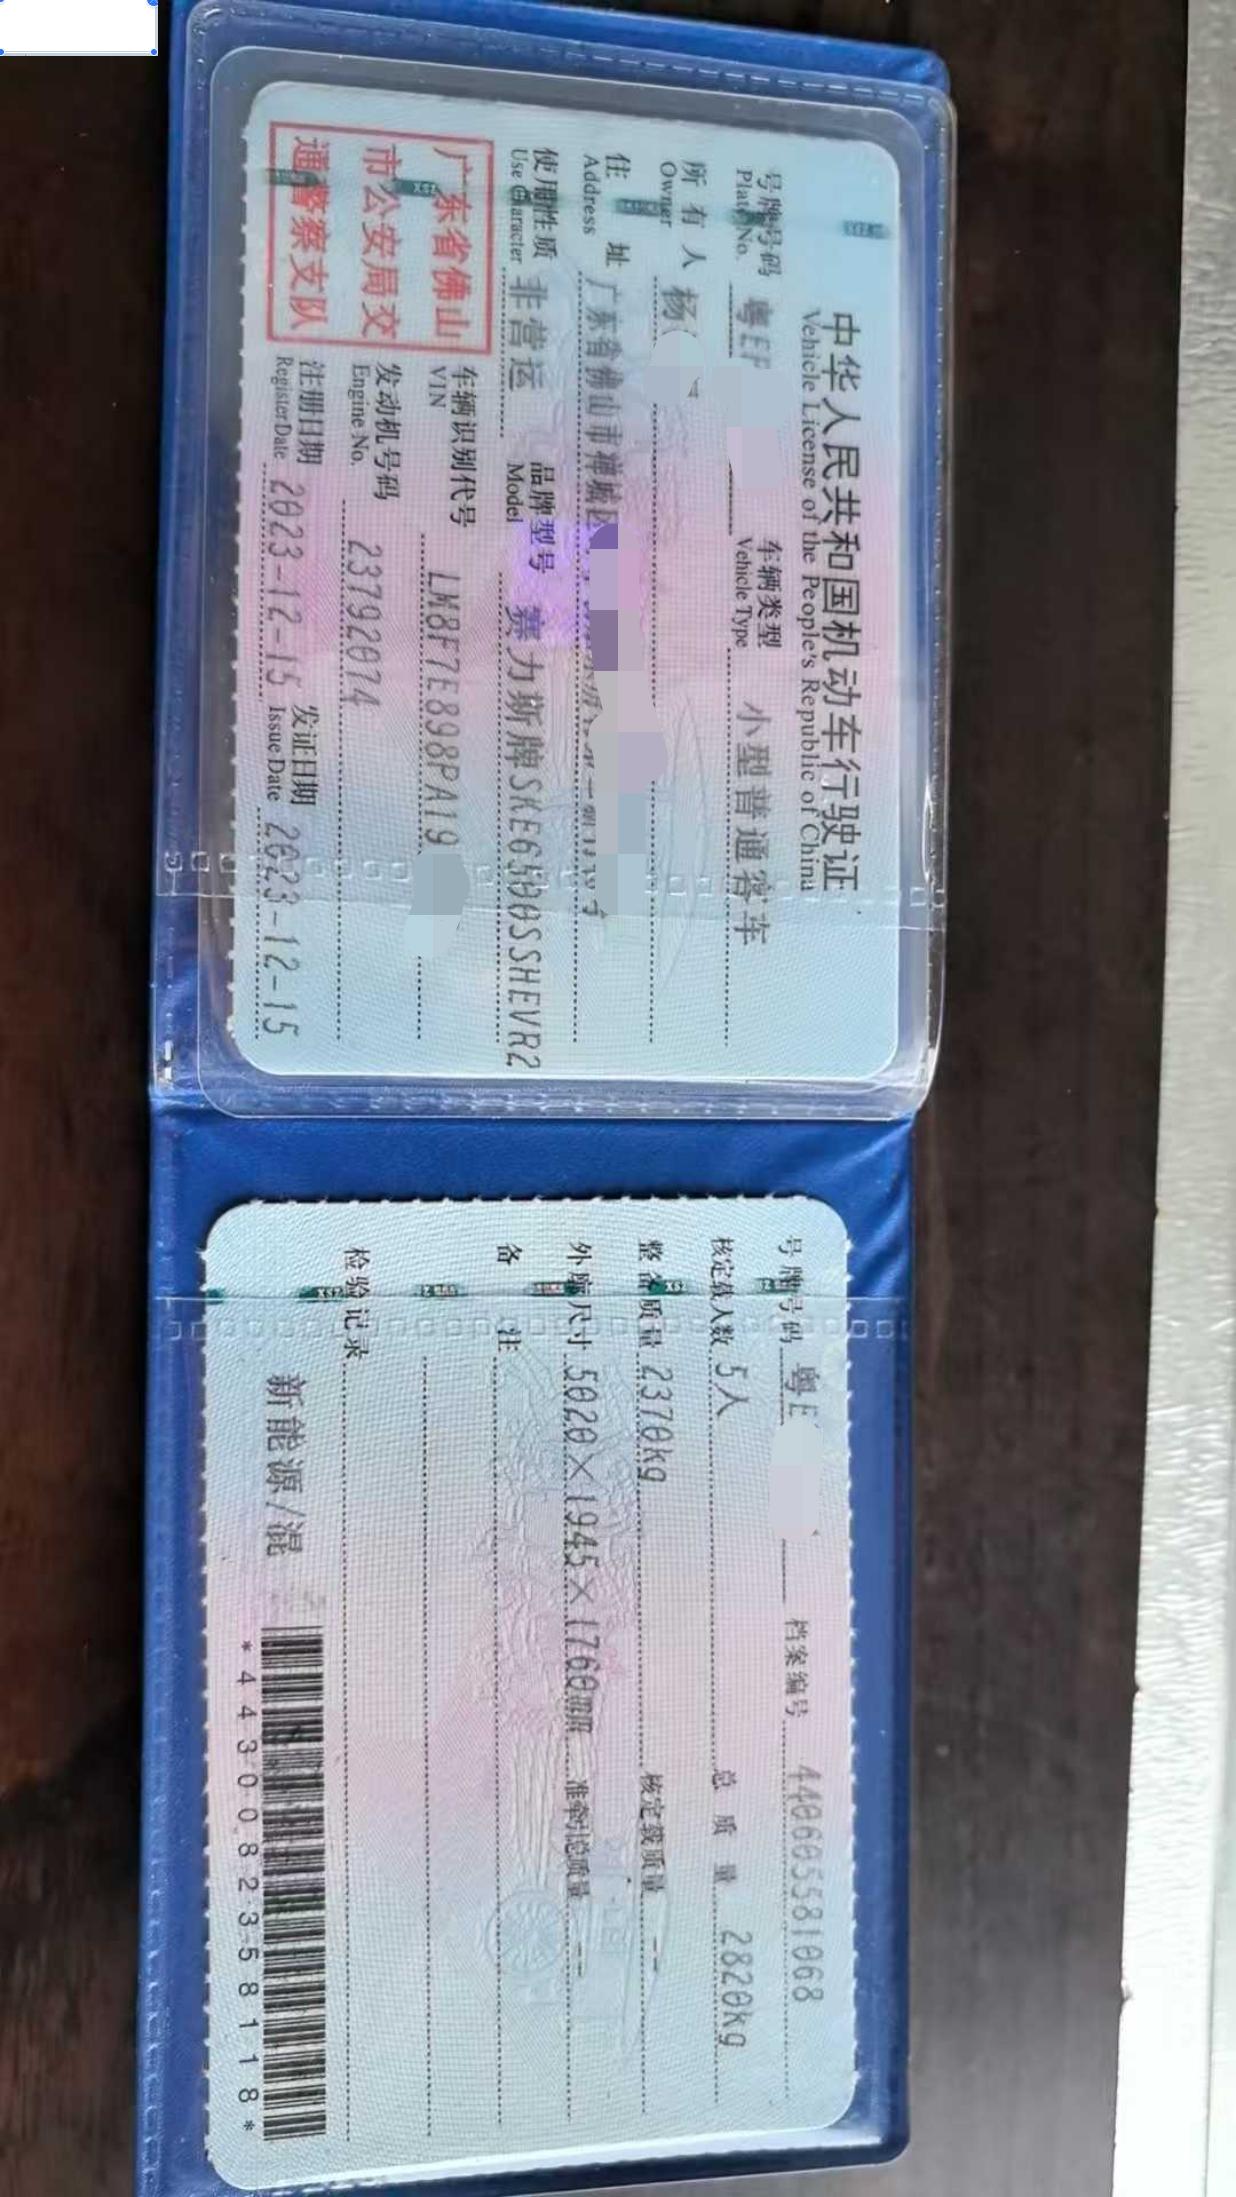 中华人民共和国机动车行驶证
Vehicle License of the People's Republic of China
号牌号码 粤EF 车辆类型 小型普通客车
Plate No. Vehicle Type
所有人 杨
Owner
住址 广东省佛山市禅城区
Address
使用性质 非营运 品牌型号 赛力斯牌SKE6500SSHEVR2
Use Character Model
广东省佛山
市公安局交
通警察支队
车辆识别代号 LM8F7E898PA19
VIN
发动机号码 23792074
Engine No.
注册日期 2023-12-15 发证日期 2023-12-15
Register Date Issue Date
号牌号码 粤E 档案编号 440605581068
核定载人数 5人 总质量 2820kg
整备质量 2370kg 核定载质量 --
外廓尺寸 5020×1945×1760mm 准牵引总质量 --
备注
检验记录
新能源/混
*4430082358118*